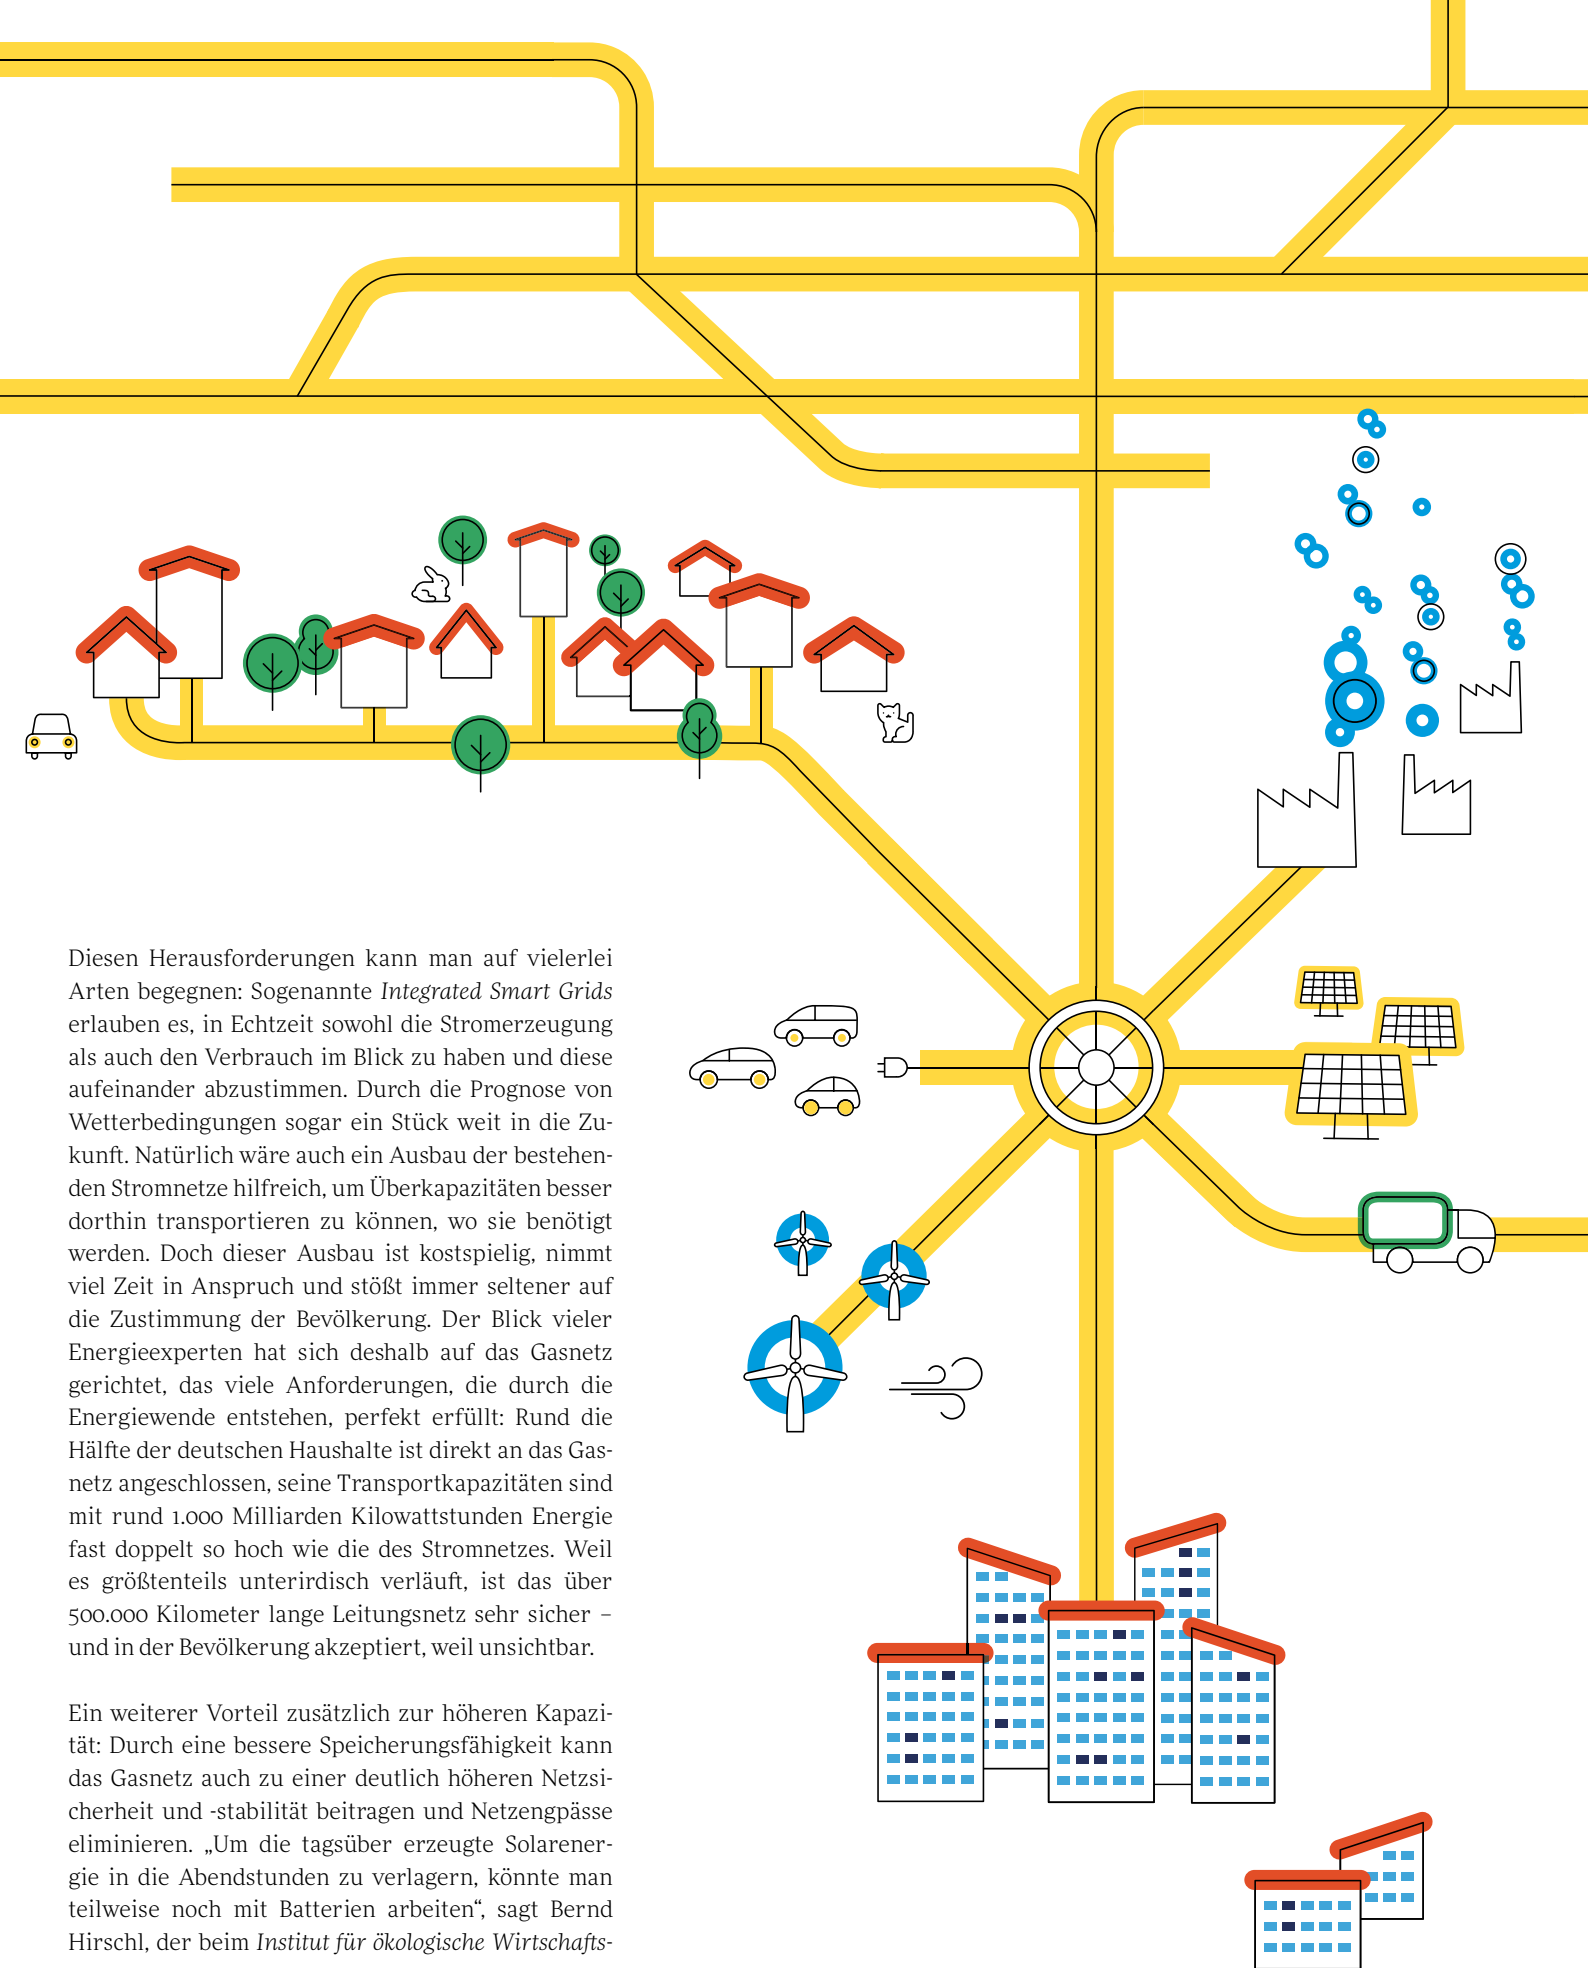 Diesen Herausforderungen kann man auf vielerlei
Arten begegnen: Sogenannte Integrated Smart Grids
erlauben es, in Echtzeit sowohl die Stromerzeugung
als auch den Verbrauch im Blick zu haben und diese
aufeinander abzustimmen. Durch die Prognose von
Wetterbedingungen sogar ein Stück weit in die Zu-
kunft. Natürlich wäre auch ein Ausbau der bestehen-
den Stromnetze hilfreich, um Überkapazitäten besser
dorthin transportieren zu können, wo sie benötigt
werden. Doch dieser Ausbau ist kostspielig, nimmt
viel Zeit in Anspruch und stößt immer seltener auf
die Zustimmung der Bevölkerung. Der Blick vieler
Energieexperten hat sich deshalb auf das Gasnetz
gerichtet, das viele Anforderungen, die durch die
Energiewende entstehen, perfekt erfüllt: Rund die
Hälfte der deutschen Haushalte ist direkt an das Gas-
netz angeschlossen, seine Transportkapazitäten sind
mit rund 1.000 Milliarden Kilowattstunden Energie
fast doppelt so hoch wie die des Stromnetzes. Weil
es größtenteils unterirdisch verläuft, ist das über
500.000 Kilometer lange Leitungsnetz sehr sicher –
und in der Bevölkerung akzeptiert, weil unsichtbar.
Ein weiterer Vorteil zusätzlich zur höheren Kapazi-
tät: Durch eine bessere Speicherungsfähigkeit kann
das Gasnetz auch zu einer deutlich höheren Netzsi-
cherheit und -stabilität beitragen und Netzengpässe
eliminieren. „Um die tagsüber erzeugte Solarener-
gie in die Abendstunden zu verlagern, könnte man
teilweise noch mit Batterien arbeiten“, sagt Bernd
Hirschl, der beim Institut für ökologische Wirtschafts-